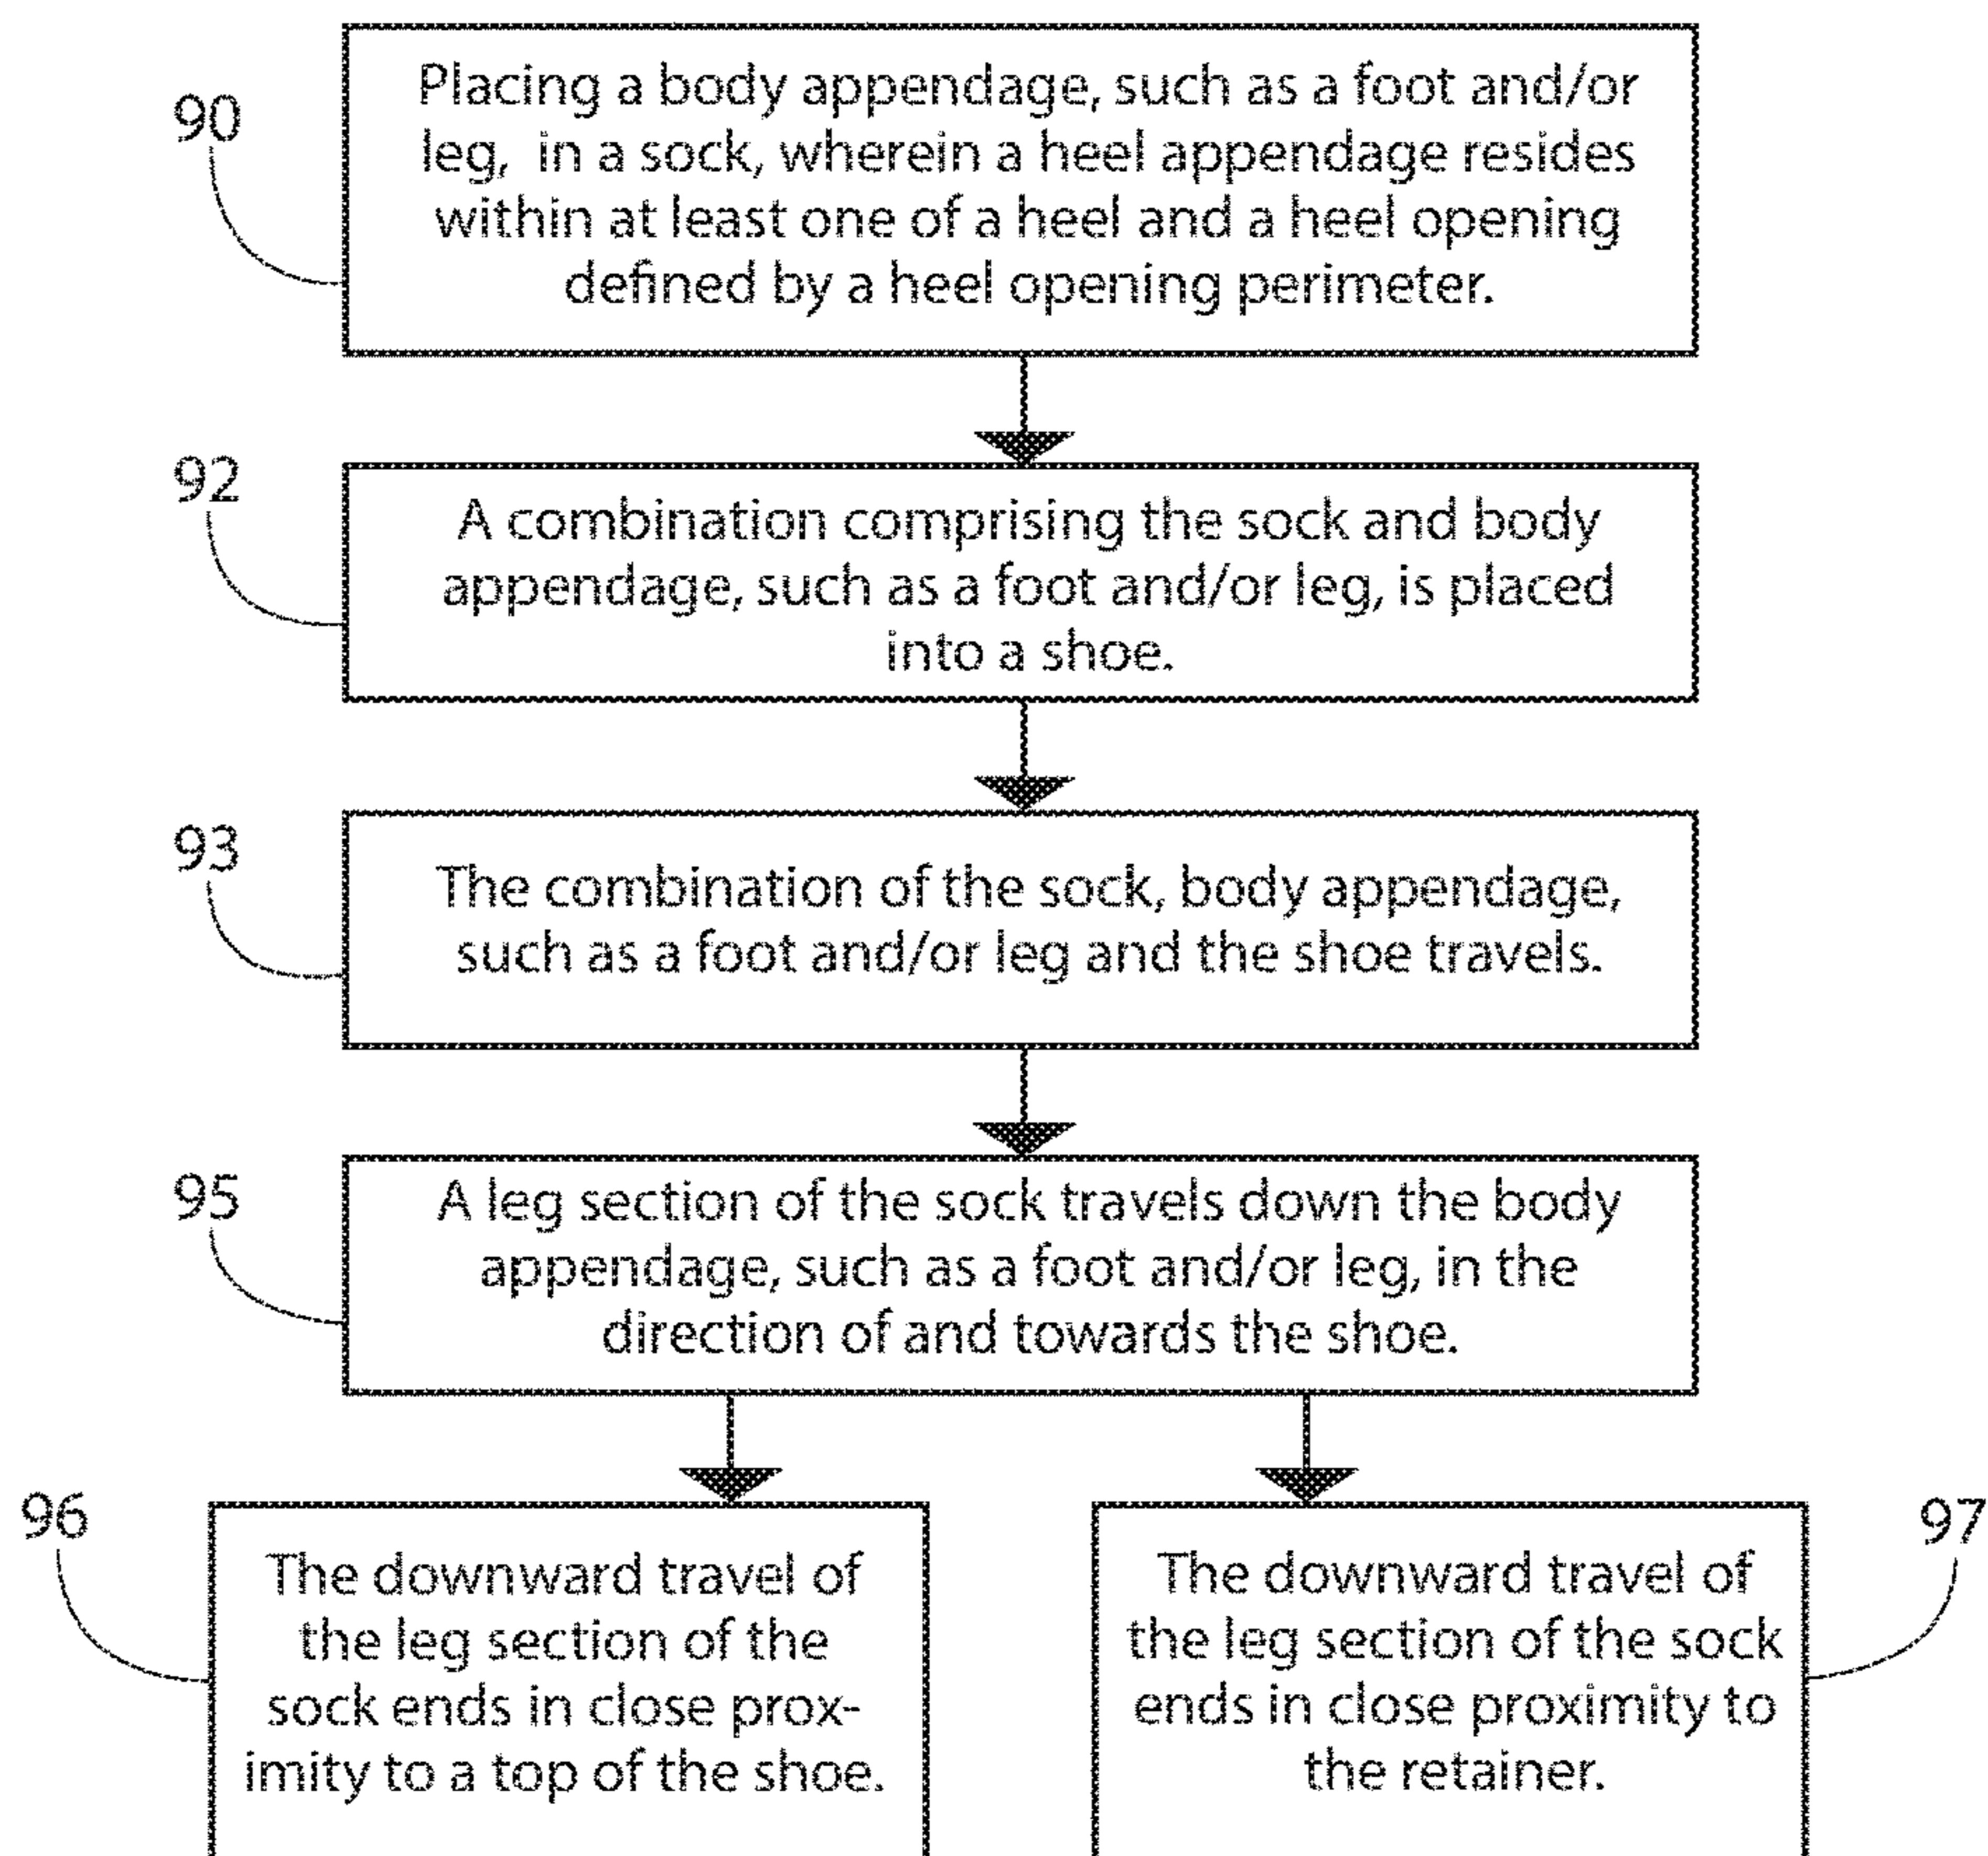 90
Placing a body appendage, such as a foot and/or
leg, in a sock, wherein a heel appendage resides
within at least one of a heel and a heel opening
defined by a heel opening perimeter.
92
A combination comprising the sock and body
appendage, such as a foot and/or leg, is placed
into a shoe.
93
The combination of the sock, body appendage,
such as a foot and/or leg and the shoe travels.
95
A leg section of the sock travels down the body
appendage, such as a foot and/or leg, in the
direction of and towards the shoe.
96
The downward travel of
the leg section of the
sock ends in close prox-
imity to a top of the shoe.
97
The downward travel of
the leg section of the sock
ends in close proximity to
the retainer.